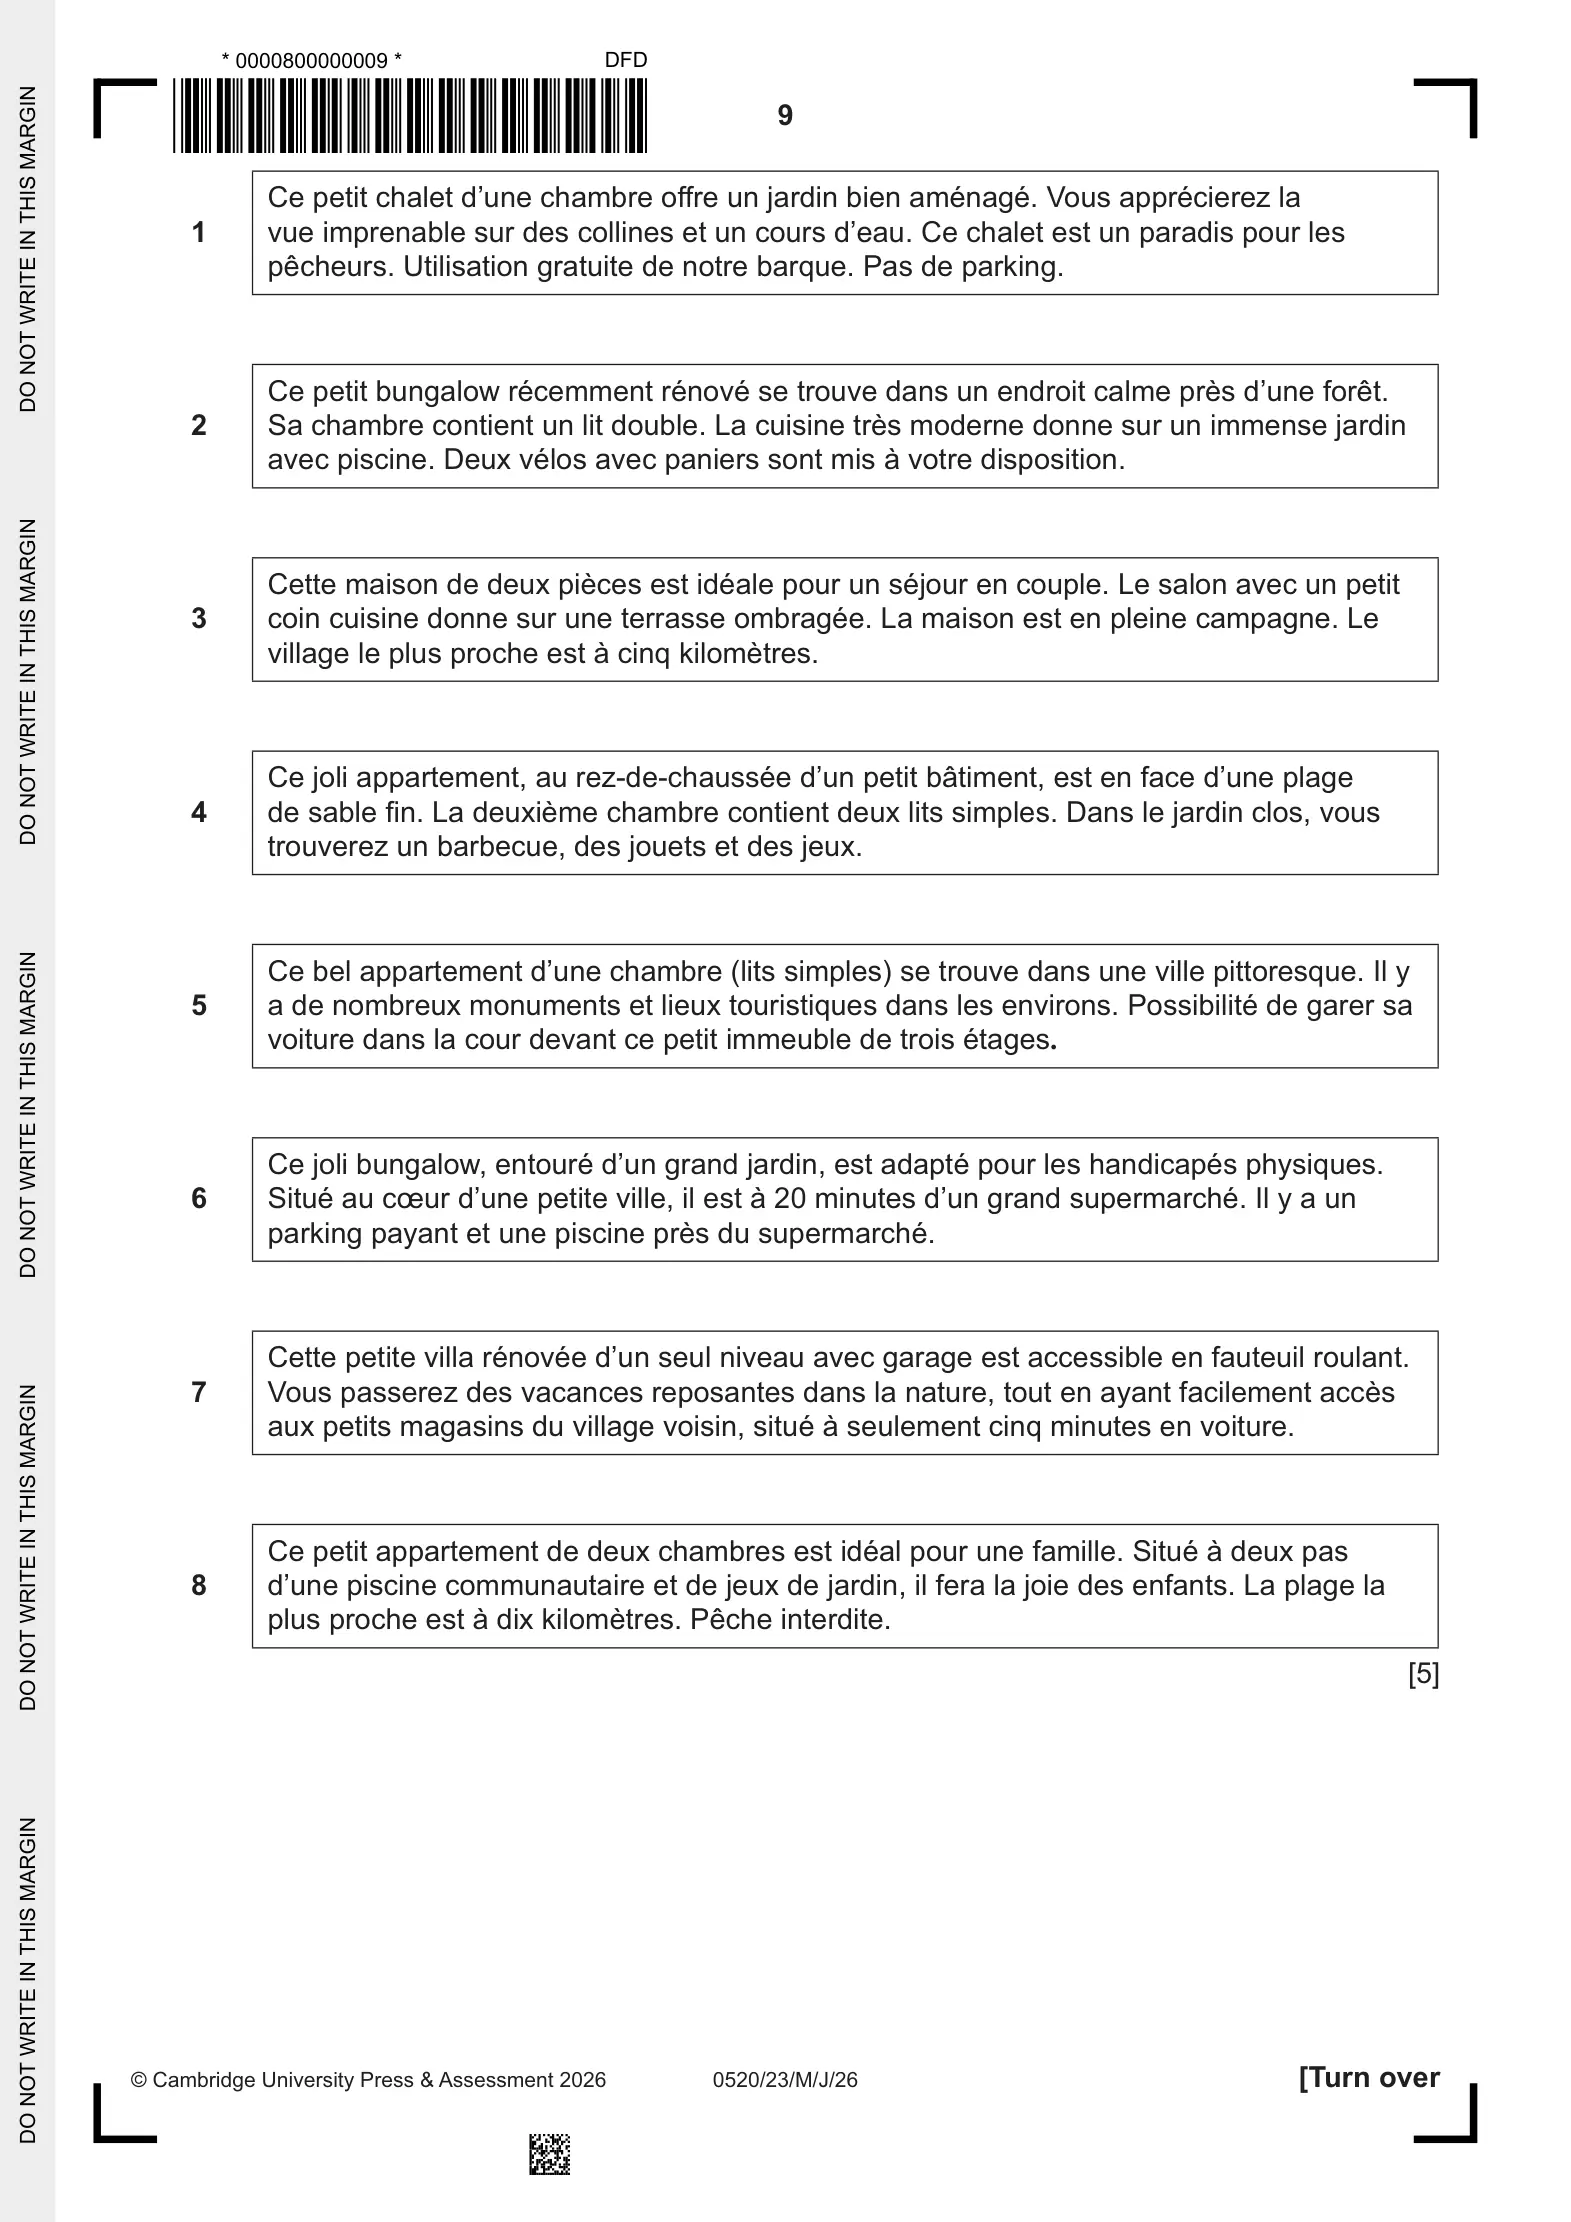 * 0000800000009 *
DFD
9
1
Ce petit chalet d’une chambre offre un jardin bien aménagé. Vous apprécierez la
vue imprenable sur des collines et un cours d’eau. Ce chalet est un paradis pour les
pêcheurs. Utilisation gratuite de notre barque. Pas de parking.
2
Ce petit bungalow récemment rénové se trouve dans un endroit calme près d’une forêt.
Sa chambre contient un lit double. La cuisine très moderne donne sur un immense jardin
avec piscine. Deux vélos avec paniers sont mis à votre disposition.
3
Cette maison de deux pièces est idéale pour un séjour en couple. Le salon avec un petit
coin cuisine donne sur une terrasse ombragée. La maison est en pleine campagne. Le
village le plus proche est à cinq kilomètres.
4
Ce joli appartement, au rez-de-chaussée d’un petit bâtiment, est en face d’une plage
de sable fin. La deuxième chambre contient deux lits simples. Dans le jardin clos, vous
trouverez un barbecue, des jouets et des jeux.
5
Ce bel appartement d’une chambre (lits simples) se trouve dans une ville pittoresque. Il y
a de nombreux monuments et lieux touristiques dans les environs. Possibilité de garer sa
voiture dans la cour devant ce petit immeuble de trois étages.
6
Ce joli bungalow, entouré d’un grand jardin, est adapté pour les handicapés physiques.
Situé au cœur d’une petite ville, il est à 20 minutes d’un grand supermarché. Il y a un
parking payant et une piscine près du supermarché.
7
Cette petite villa rénovée d’un seul niveau avec garage est accessible en fauteuil roulant.
Vous passerez des vacances reposantes dans la nature, tout en ayant facilement accès
aux petits magasins du village voisin, situé à seulement cinq minutes en voiture.
8
Ce petit appartement de deux chambres est idéal pour une famille. Situé à deux pas
d’une piscine communautaire et de jeux de jardin, il fera la joie des enfants. La plage la
plus proche est à dix kilomètres. Pêche interdite.
[5]
© Cambridge University Press & Assessment 2026
0520/23/M/J/26
[Turn over
DO NOT WRITE IN THIS MARGIN
DO NOT WRITE IN THIS MARGIN
DO NOT WRITE IN THIS MARGIN
DO NOT WRITE IN THIS MARGIN
DO NOT WRITE IN THIS MARGIN